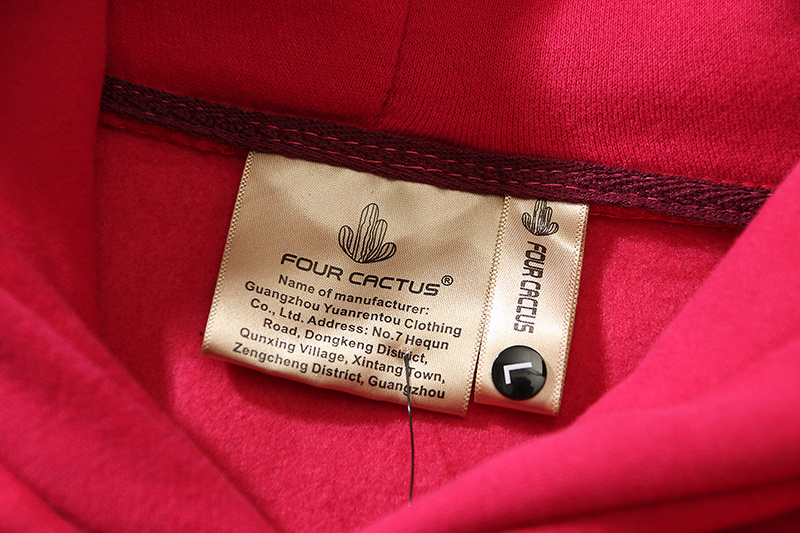 FOUR CACTUS®
Name of manufacturer:
Guangzhou Yuanrentou Clothing
Co., Ltd. Address: No.7 Hequn
Road, Dongkeng District,
Qunxing Village, Xintang Town,
Zengcheng District, Guangzhou
FOUR CACTUS
L